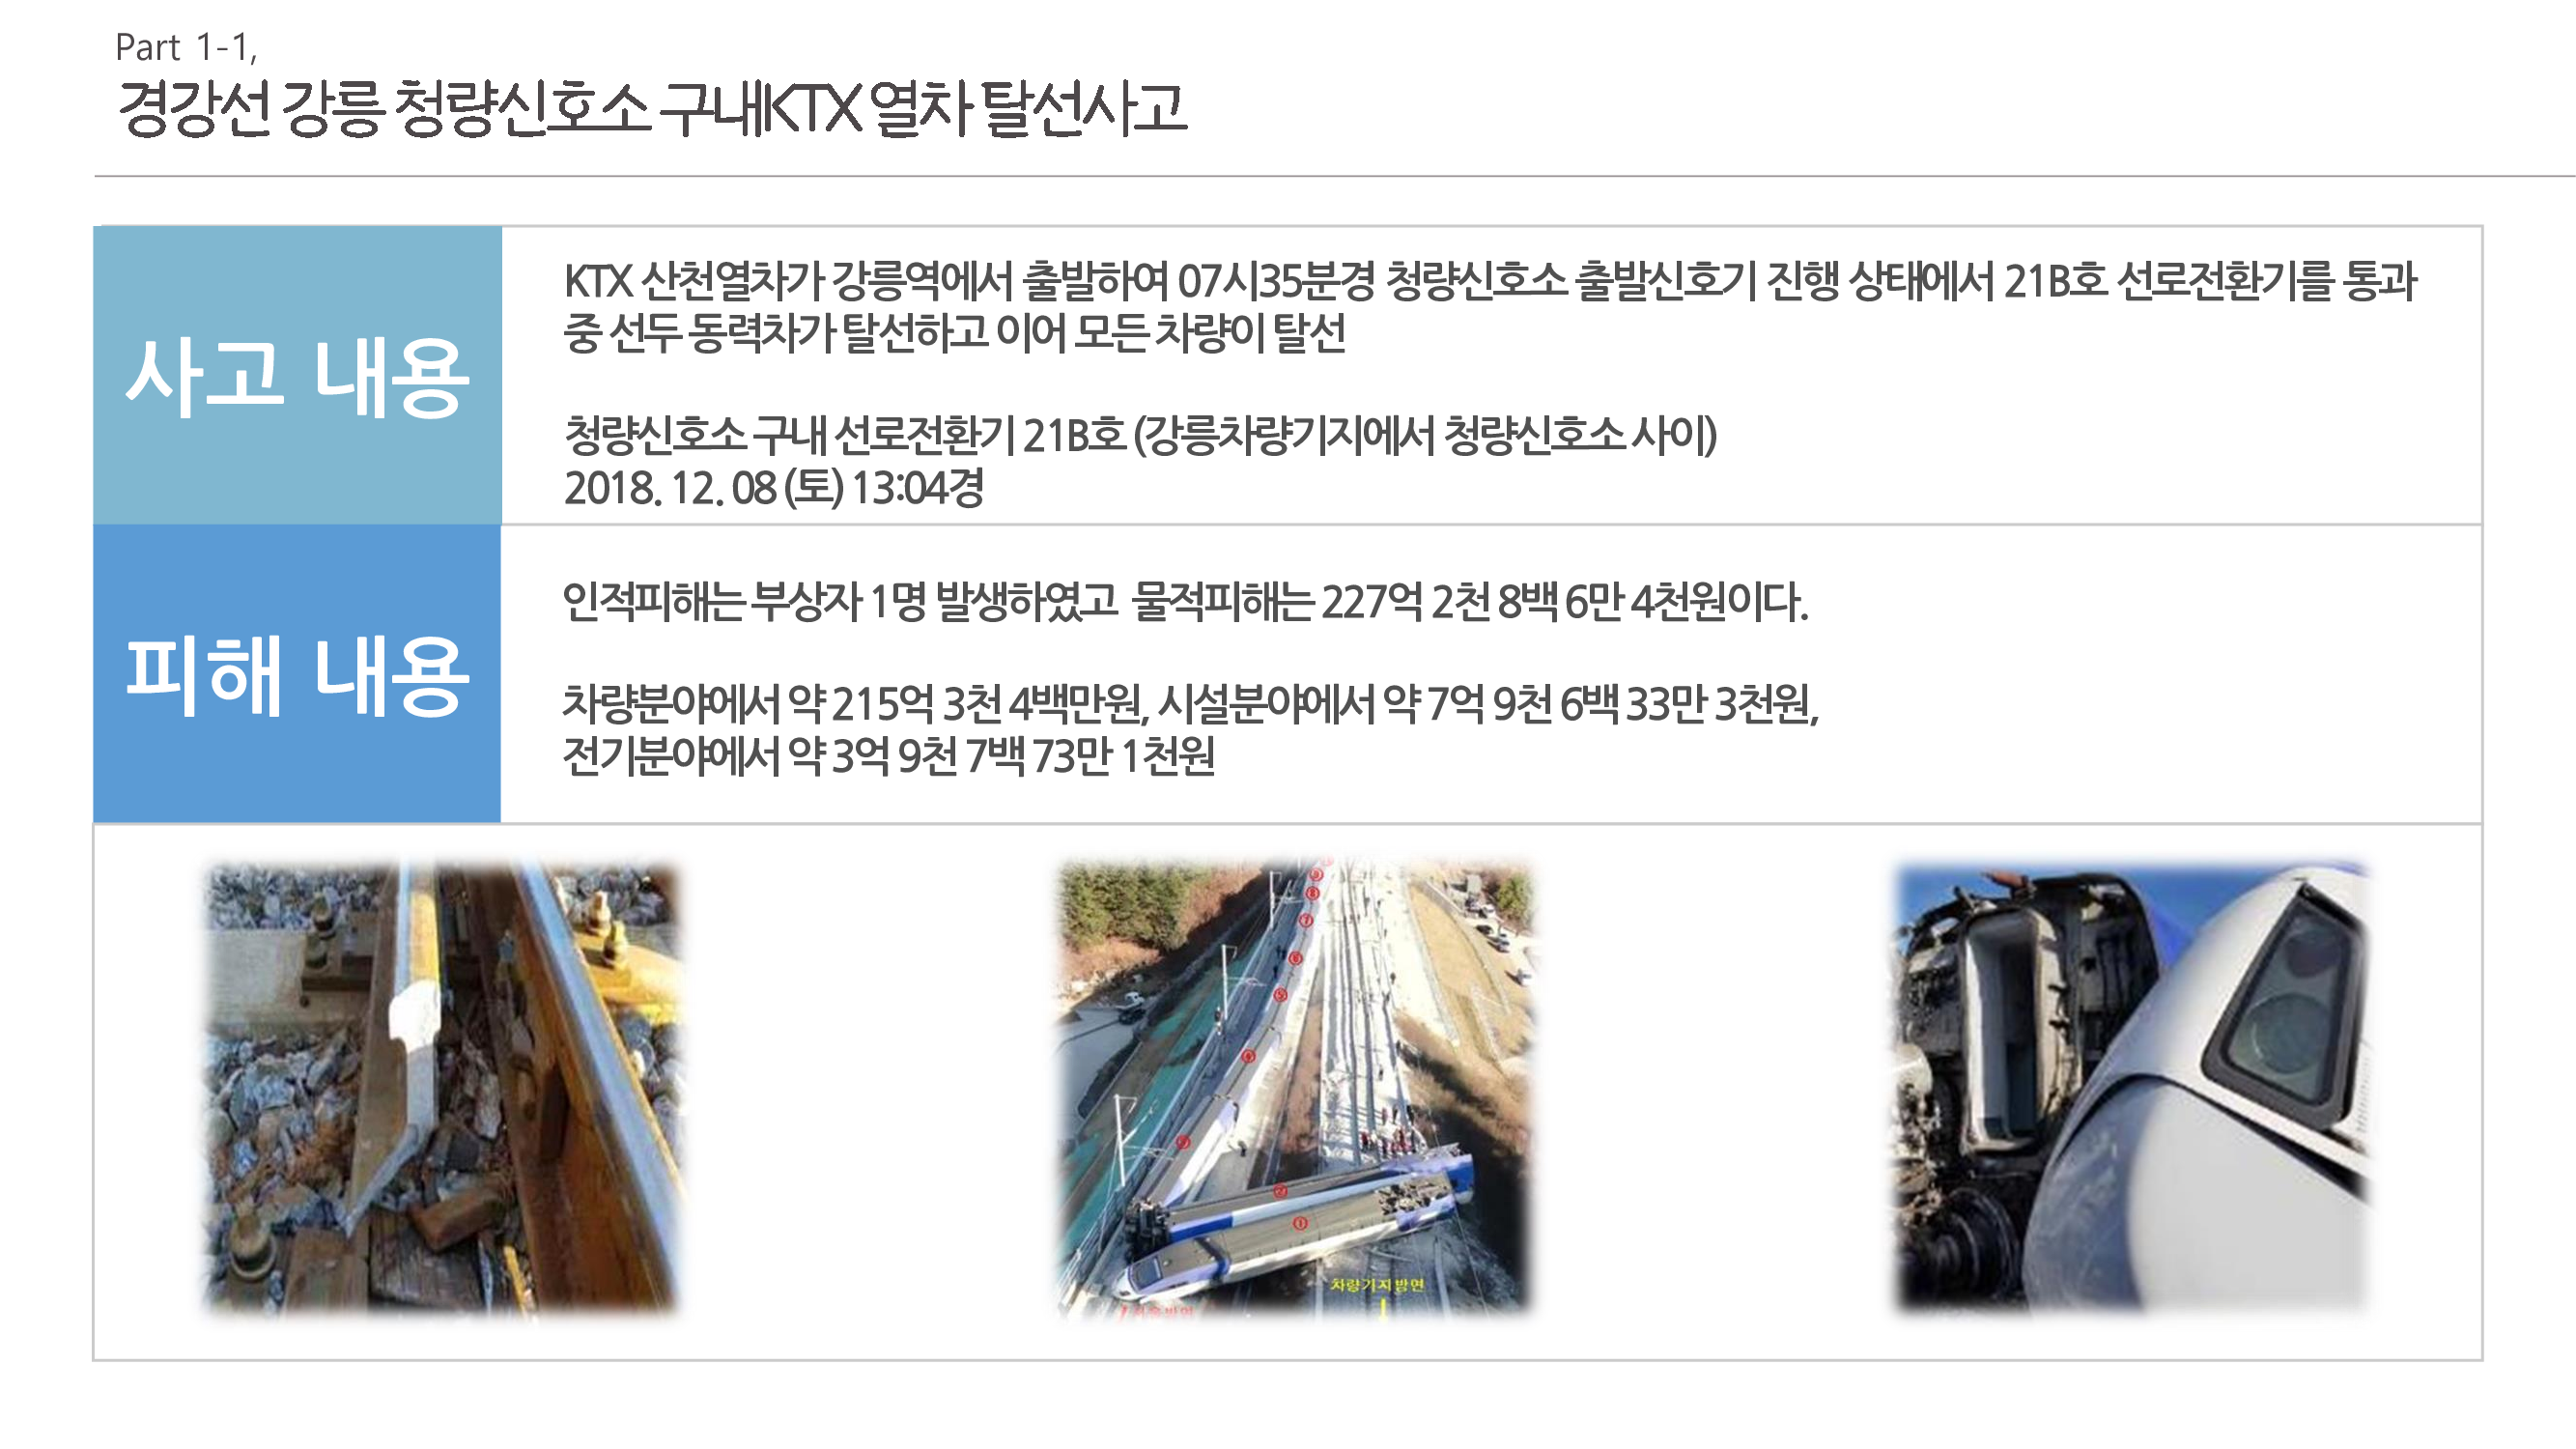 Part 1-1,
경강선 강릉 청량신호소 구내KTX 열차 탈선사고
사고 내용
KTX 산천열차가 강릉역에서 출발하여 07시35분경 청량신호소 출발신호기 진행 상태에서 21B호 선로전환기를 통과
중 선두 동력차가 탈선하고 이어 모든 차량이 탈선
청량신호소 구내 선로전환기 21B호 (강릉차량기지에서 청량신호소 사이)
2018. 12. 08 (토) 13:04경
피해 내용
인적피해는 부상자 1명 발생하였고 물적피해는 227억 2천 8백 6만 4천원이다.
차량분야에서 약 215억 3천 4백만원, 시설분야에서 약 7억 9천 6백 33만 3천원,
전기분야에서 약 3억 9천 7백 73만 1천원
⑨
⑧
⑦
⑥
⑤
④
③
②
①
차량기지방면